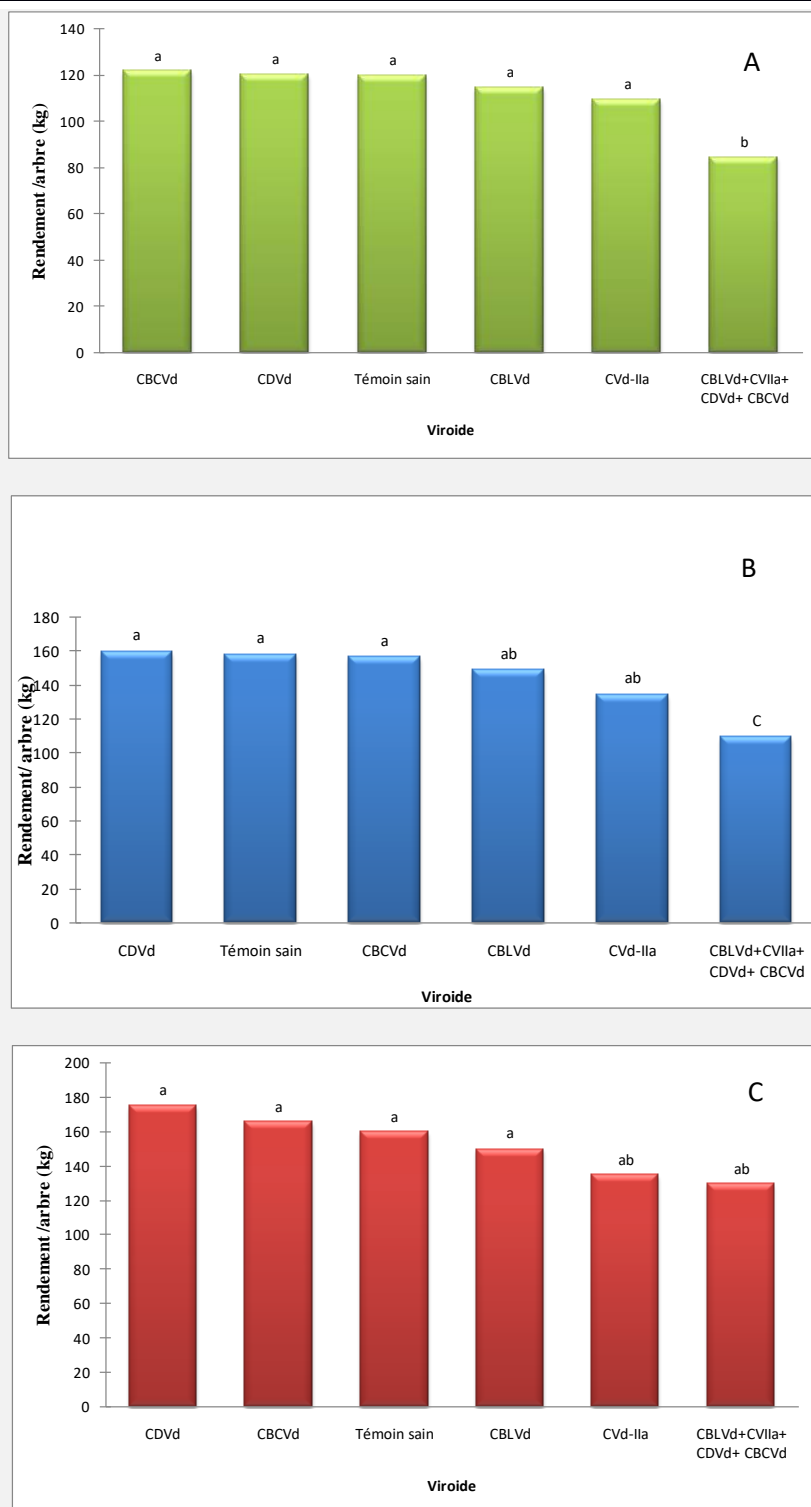 A
Rendement /arbre (kg)
140
120
100
80
60
40
20
0
a a a a a b
CBCVd CDVd Témoin sain CBLVd CVd-IIa CBLVd+CVIIa+
CDVd+ CBCVd
Viroide
B
Rendement/ arbre (kg)
180
160
140
120
100
80
60
40
20
0
a a a ab ab C
CDVd Témoin sain CBCVd CBLVd CVd-IIa CBLVd+CVIIa+
CDVd+ CBCVd
Viroide
C
Rendement /arbre (kg)
200
180
160
140
120
100
80
60
40
20
0
a a a a ab ab
CDVd CBCVd Témoin sain CBLVd CVd-IIa CBLVd+CVIIa+
CDVd+ CBCVd
Viroide